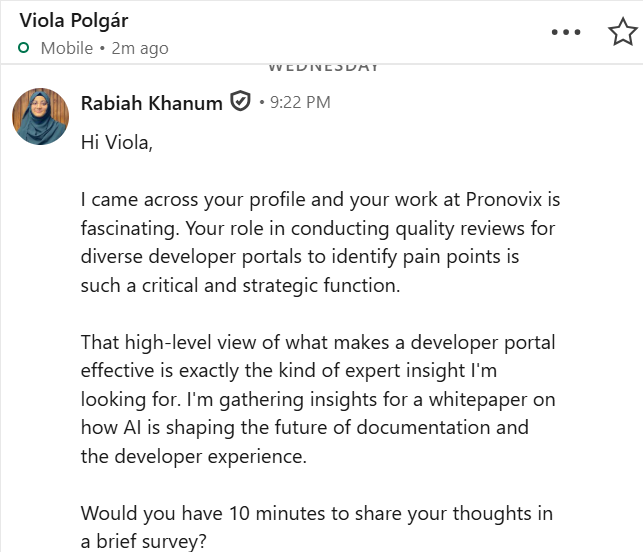 Viola Polgár
Mobile • 2m ago
WEDNESDAY
Rabiah Khanum • 9:22 PM
Hi Viola,
I came across your profile and your work at Pronovix is
fascinating. Your role in conducting quality reviews for
diverse developer portals to identify pain points is
such a critical and strategic function.
That high-level view of what makes a developer portal
effective is exactly the kind of expert insight I'm
looking for. I'm gathering insights for a whitepaper on
how AI is shaping the future of documentation and
the developer experience.
Would you have 10 minutes to share your thoughts in
a brief survey?